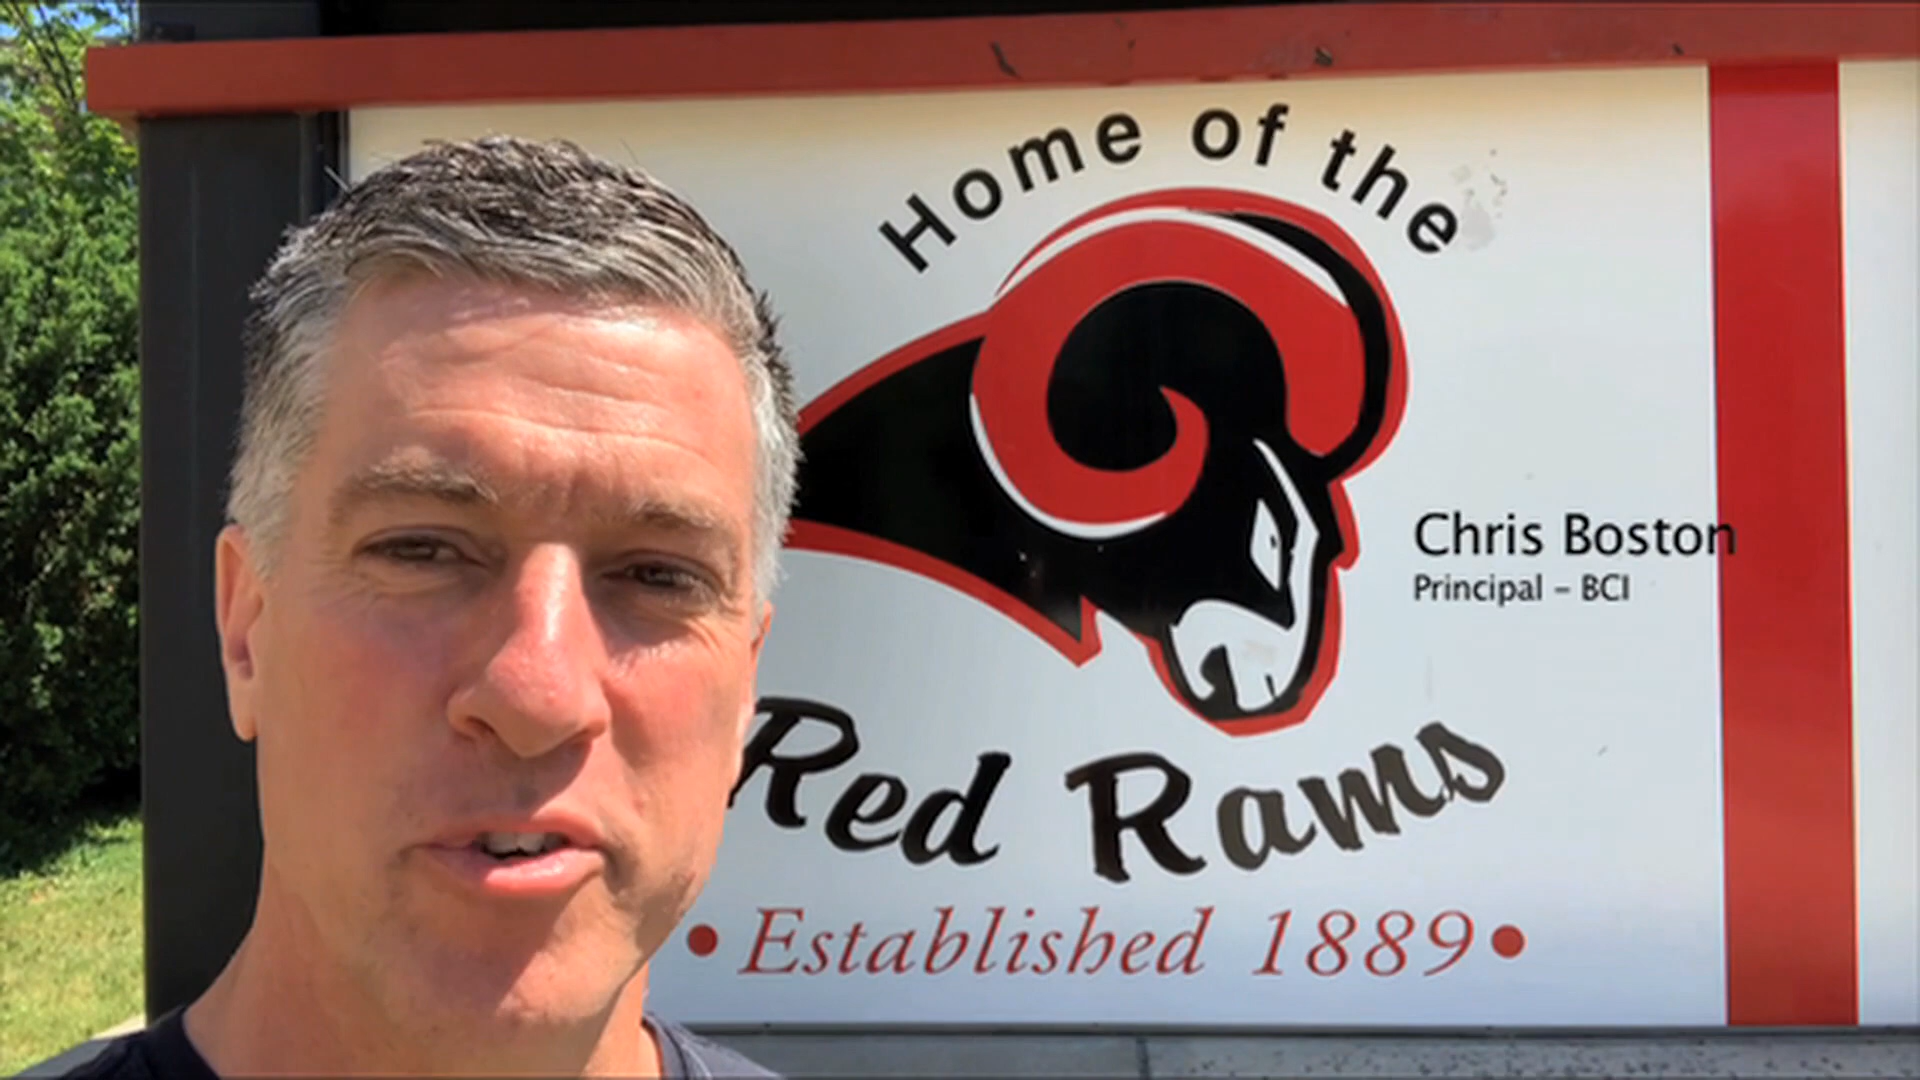 Home of the
Chris Boston
Principal – BCI
Red Rams
• Established 1889 •